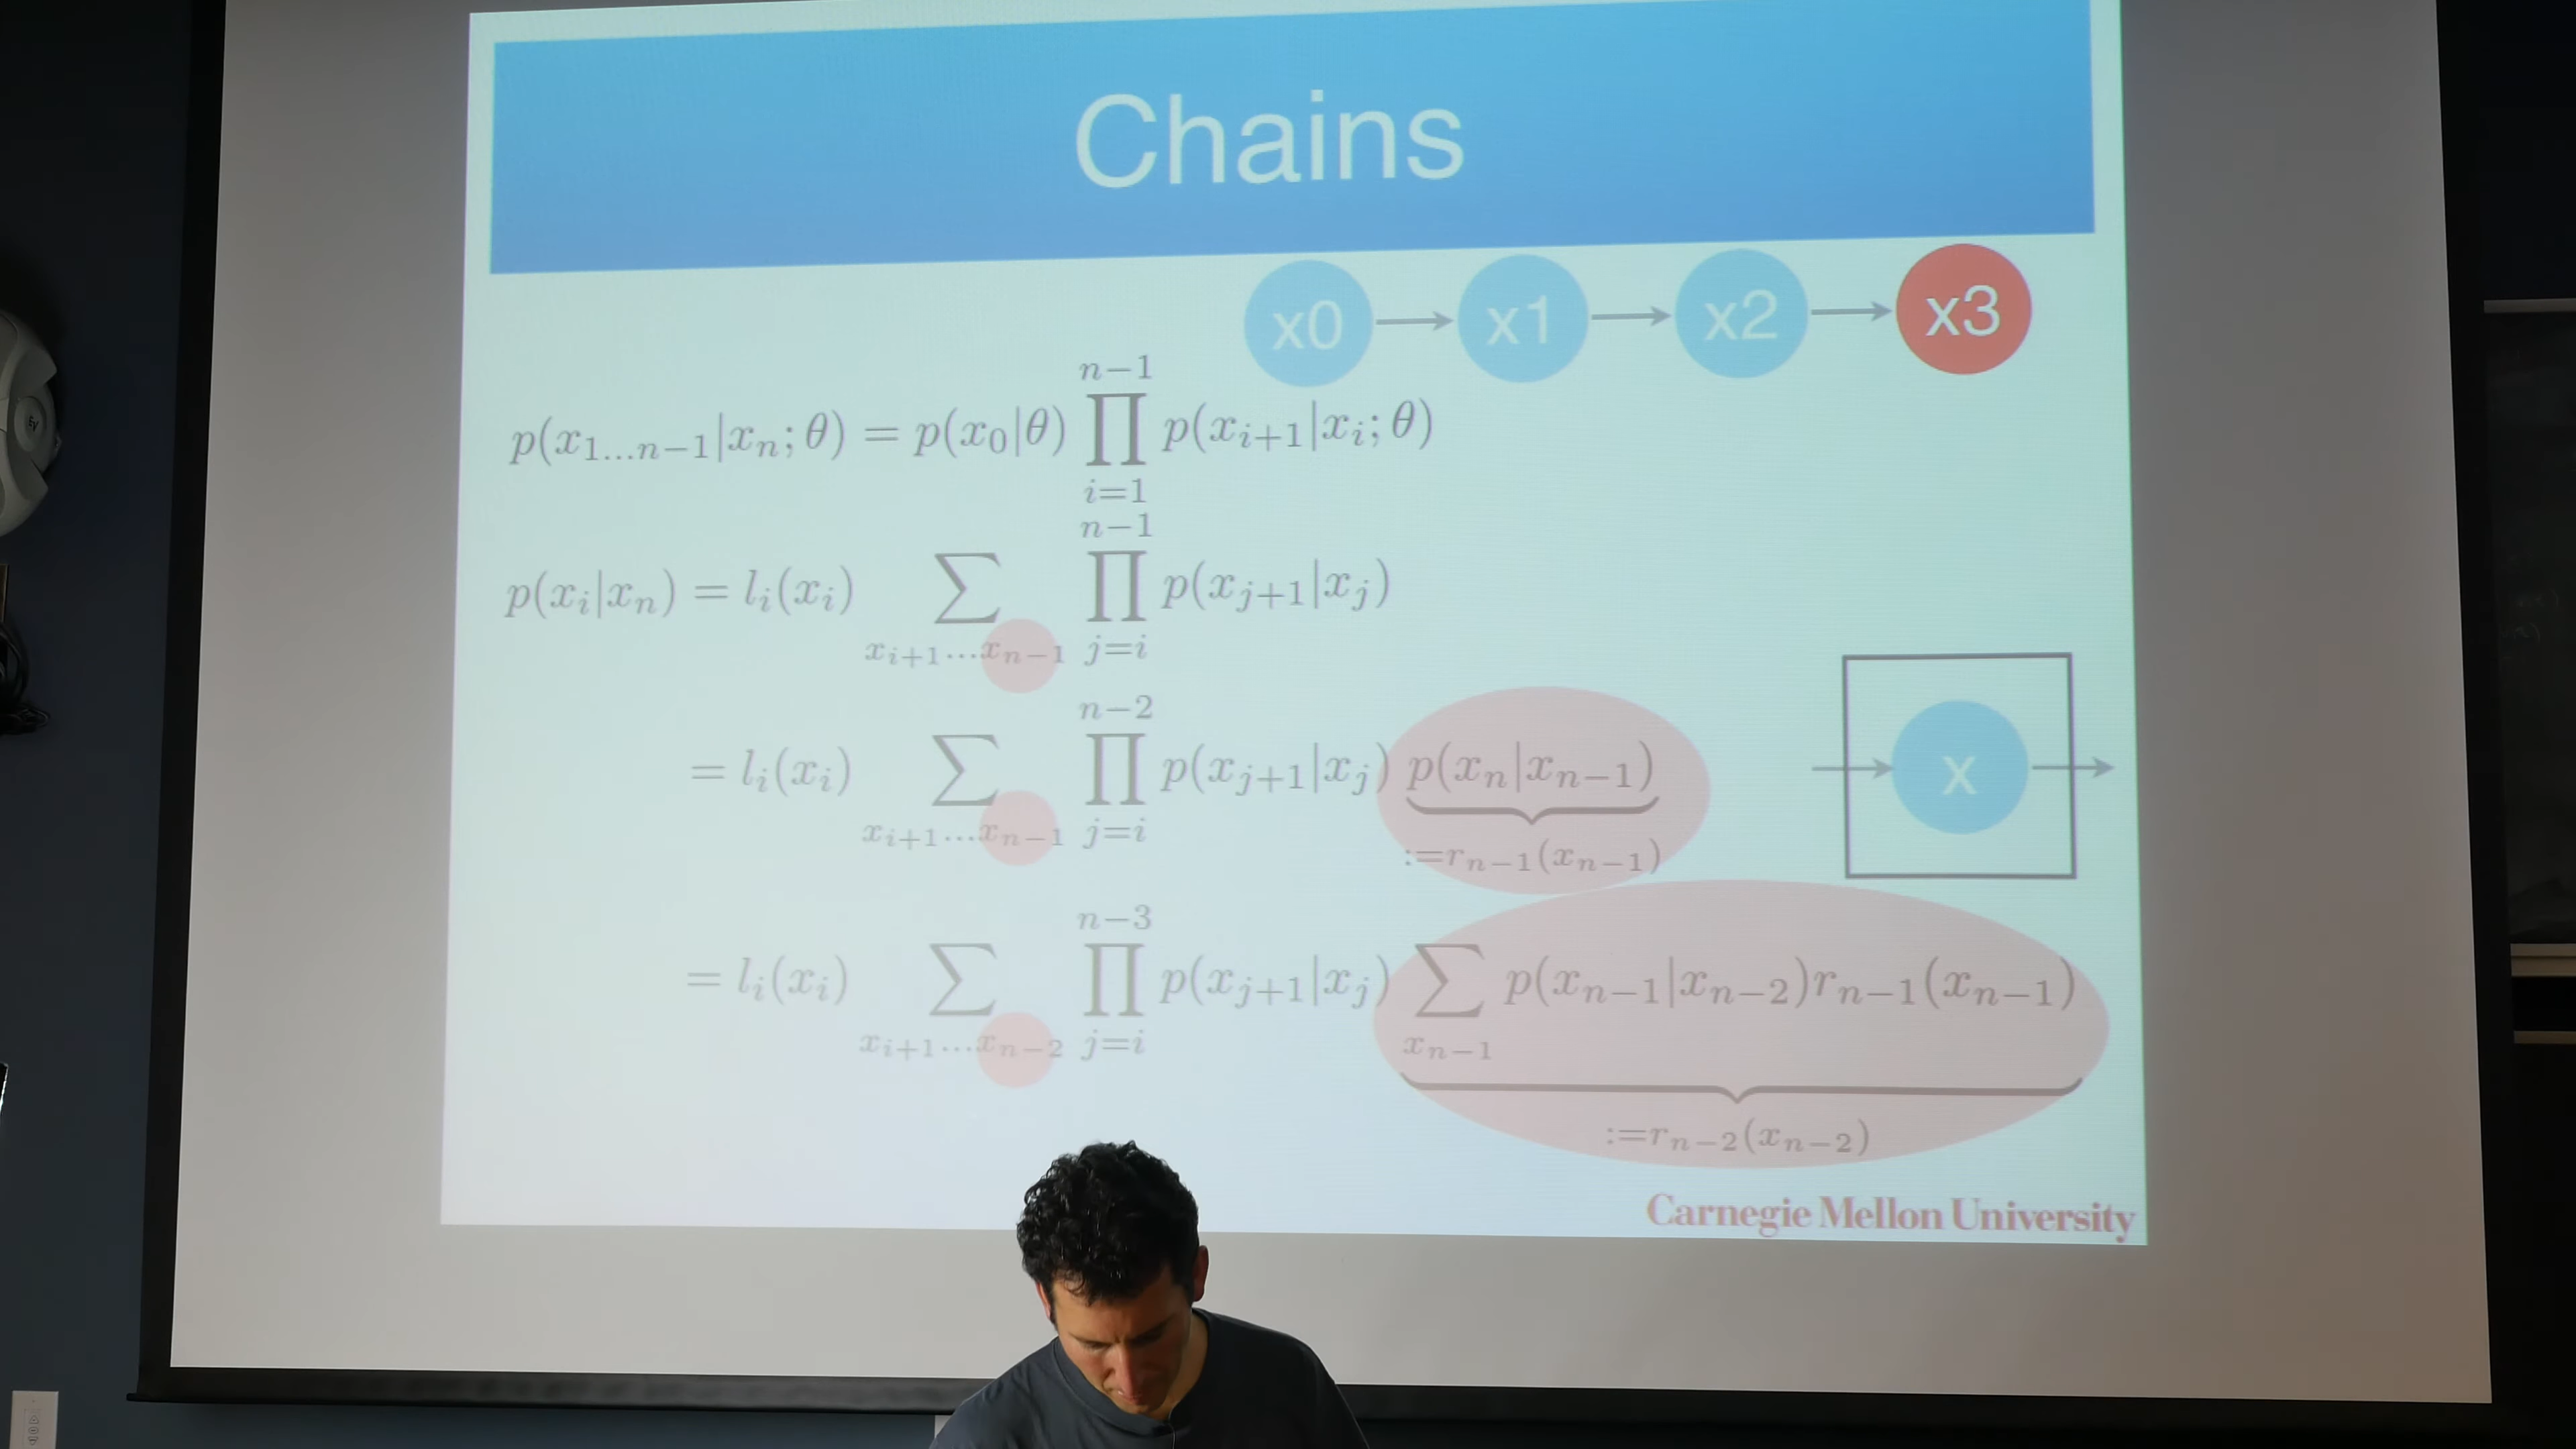 Chains
x0 x1 x2 x3
p(x_{1...n−1}|x_n; θ) = p(x_0|θ) ∏_{i=1}^{n−1} p(x_{i+1}|x_i; θ)
p(x_i|x_n) = l_i(x_i) ∑_{x_{i+1}...x_{n−1}} ∏_{j=i}^{n−1} p(x_{j+1}|x_j)
= l_i(x_i) ∑_{x_{i+1}...x_{n−1}} ∏_{j=i}^{n−2} p(x_{j+1}|x_j) p(x_n|x_{n−1})
:=r_{n−1}(x_{n−1})
x
= l_i(x_i) ∑_{x_{i+1}...x_{n−2}} ∏_{j=i}^{n−3} p(x_{j+1}|x_j) ∑_{x_{n−1}} p(x_{n−1}|x_{n−2})r_{n−1}(x_{n−1})
:=r_{n−2}(x_{n−2})
Carnegie Mellon University